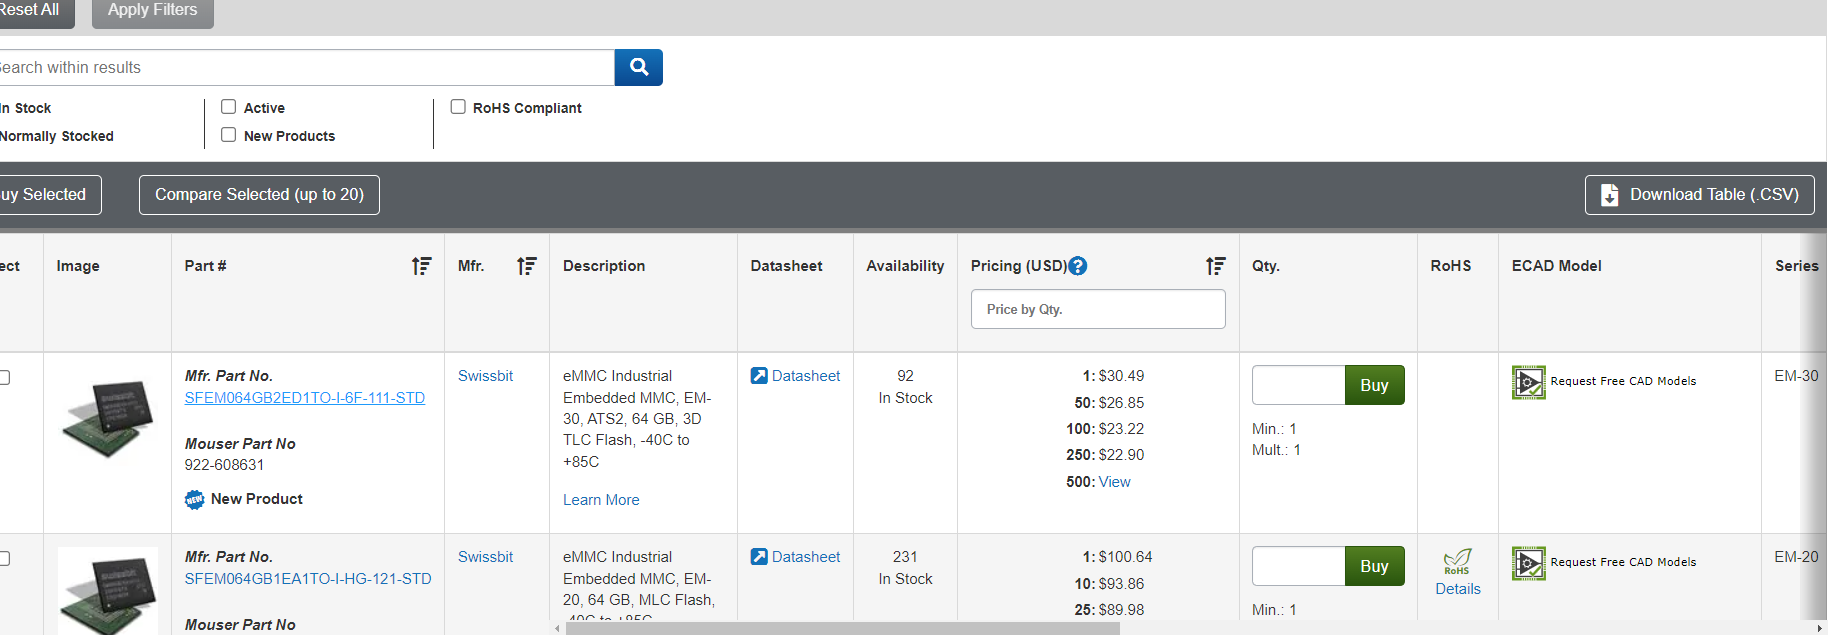 Reset All
Apply Filters
Search within results
In Stock
Active
RoHS Compliant
Normally Stocked
New Products
Buy Selected
Compare Selected (up to 20)
Download Table (.CSV)
ect
Image
Part #
Mfr.
Description
Datasheet
Availability
Pricing (USD)
Price by Qty.
Qty.
RoHS
ECAD Model
Series
Mfr. Part No.
SFEM064GB2ED1TO-I-6F-111-STD
Mouser Part No
922-608631
NEW New Product
Swissbit
eMMC Industrial
Embedded MMC, EM-
30, ATS2, 64 GB, 3D
TLC Flash, -40C to
+85C
Learn More
Datasheet
92
In Stock
1: $30.49
50: $26.85
100: $23.22
250: $22.90
500: View
Buy
Min.: 1
Mult.: 1
Request Free CAD Models
EM-30
Mfr. Part No.
SFEM064GB1EA1TO-I-HG-121-STD
Mouser Part No
Swissbit
eMMC Industrial
Embedded MMC, EM-
20, 64 GB, MLC Flash,
-40C to +85C
Datasheet
231
In Stock
1: $100.64
10: $93.86
25: $89.98
Buy
Min.: 1
RoHS
Details
Request Free CAD Models
EM-20